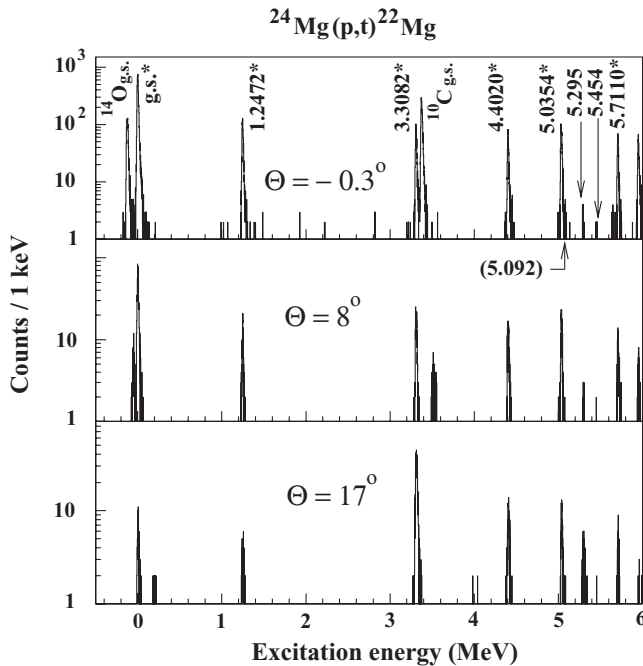 ²⁴Mg(p,t)²²Mg
Counts / 1 keV
10³
10²
10
1
¹⁴O g.s.
g.s.*
1.2472*
3.3082*
¹⁰C g.s.
4.4020*
5.0354*
5.295
5.454
5.7110*
Θ = – 0.3°
(5.092)
10
1
Θ = 8°
10
1
Θ = 17°
0 1 2 3 4 5 6
Excitation energy (MeV)